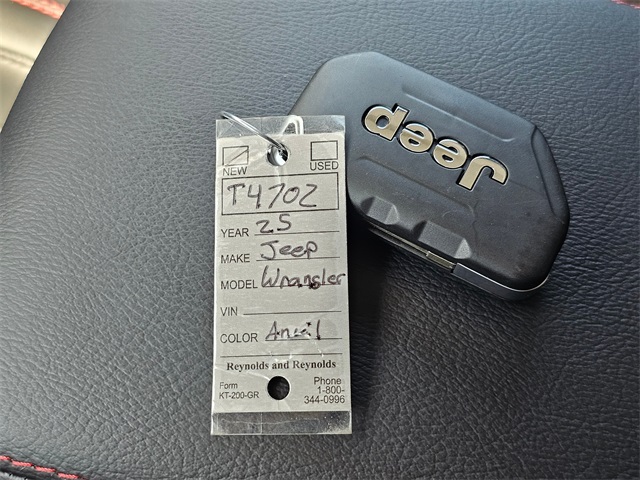 Jeep
NEW USED
T4702
YEAR 25
MAKE Jeep
MODEL Wrangler
VIN
COLOR Anvil
Reynolds and Reynolds
Form
KT-200-GR
Phone
1-800-
344-0996